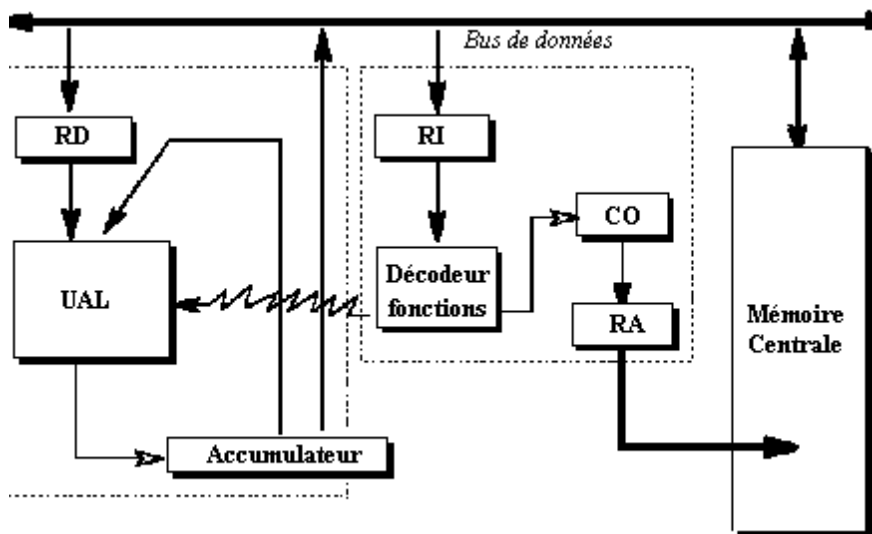 Bus de données
RD
RI
CO
UAL
Décodeur
fonctions
RA
Mémoire
Centrale
Accumulateur